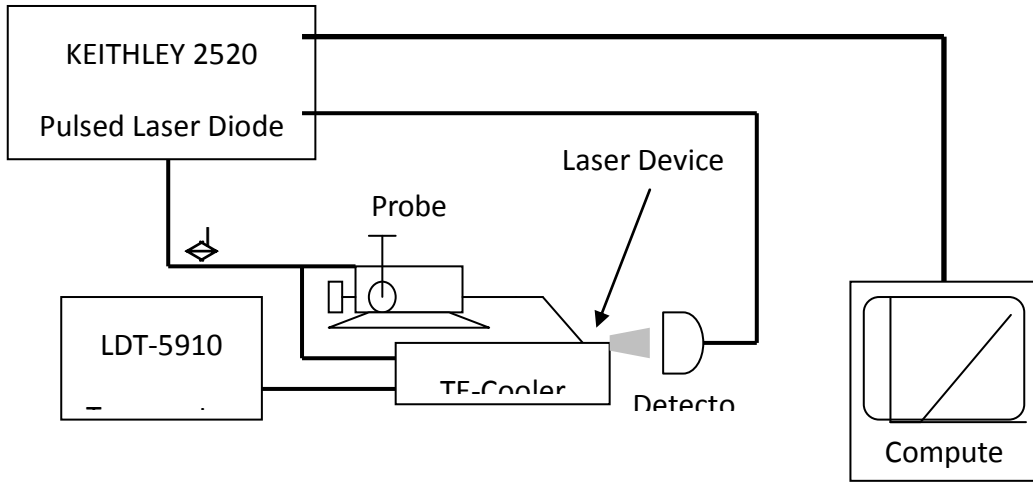 KEITHLEY 2520
Pulsed Laser Diode
Laser Device
Probe
LDT-5910
TE-Cooler
Detecto
Compute